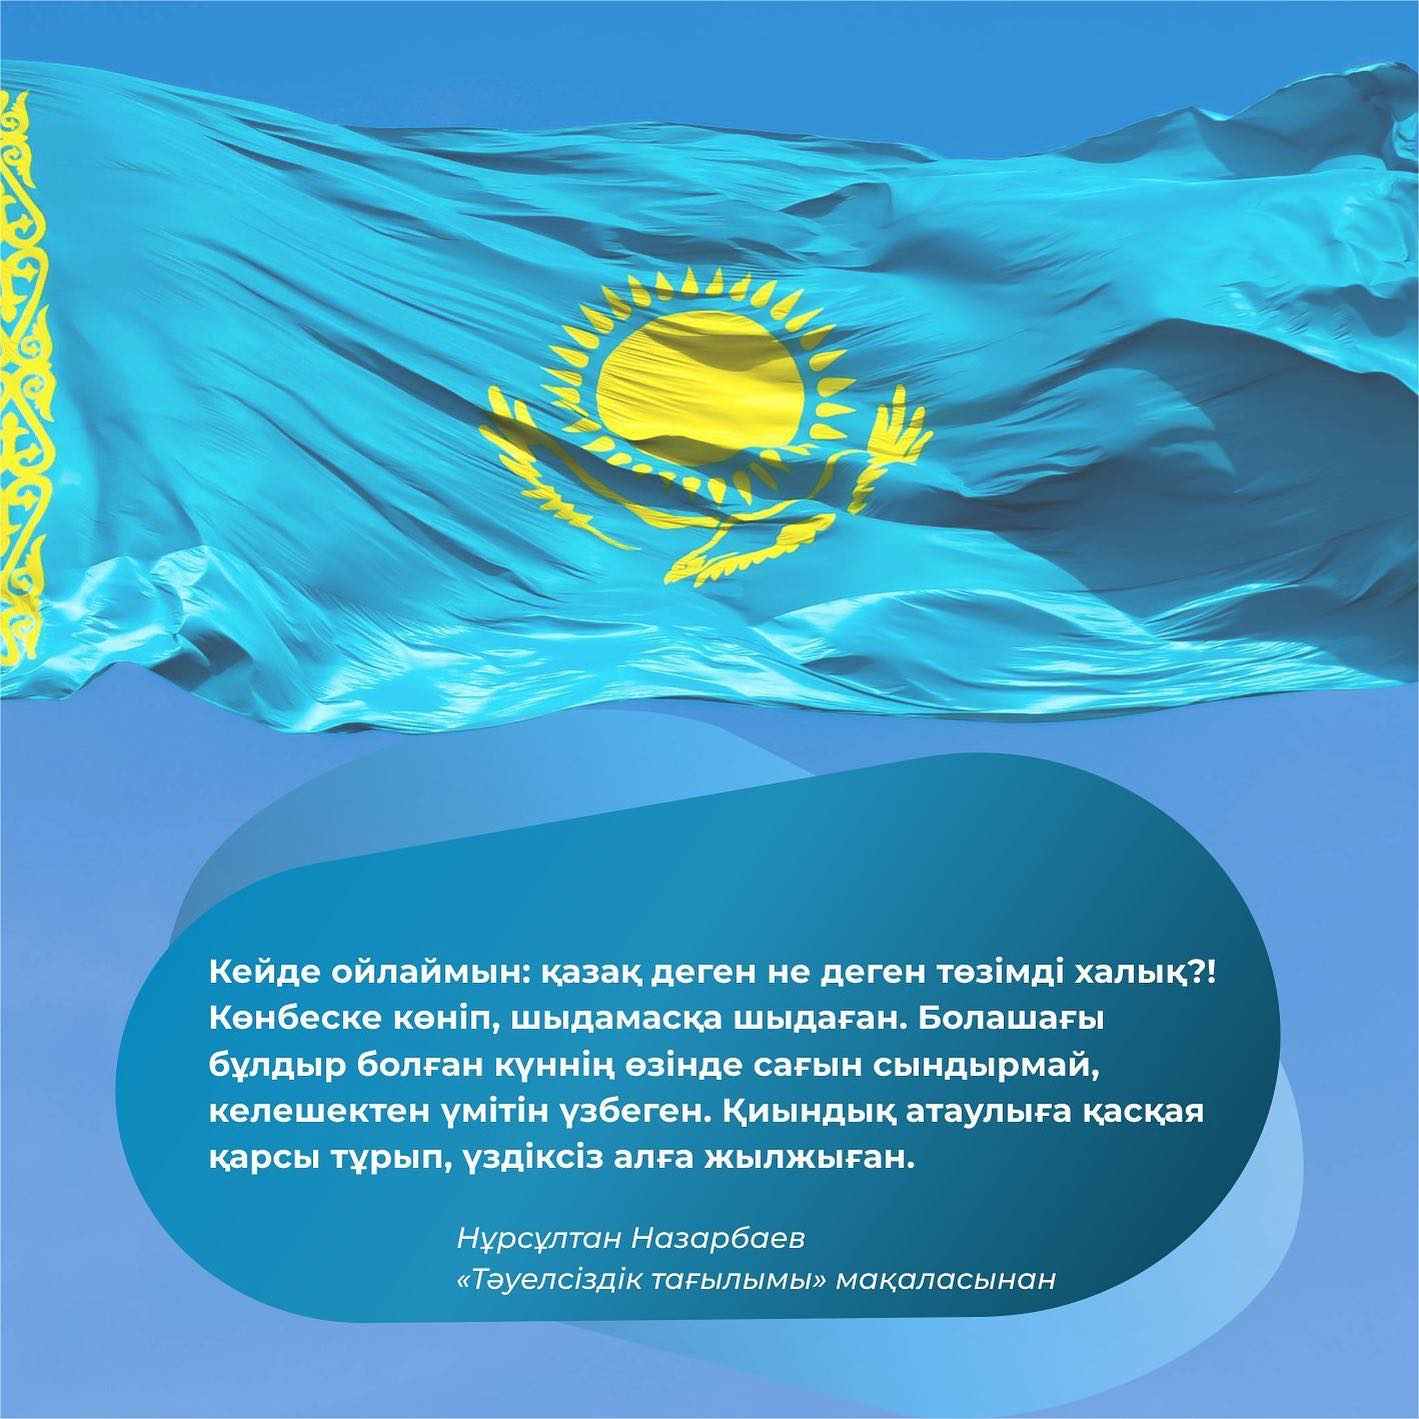 Кейде ойлаймын: қазақ деген не деген төзімді халық?!
Көнбеске көніп, шыдамасқа шыдаған. Болашағы
бұлдыр болған күннің өзінде сағын сындырмай,
келешектен үмітін үзбеген. Қиындық атаулыға қасқая
қарсы тұрып, үздіксіз алға жылжыған.
Нұрсұлтан Назарбаев
«Тәуелсіздік тағылымы» мақаласынан